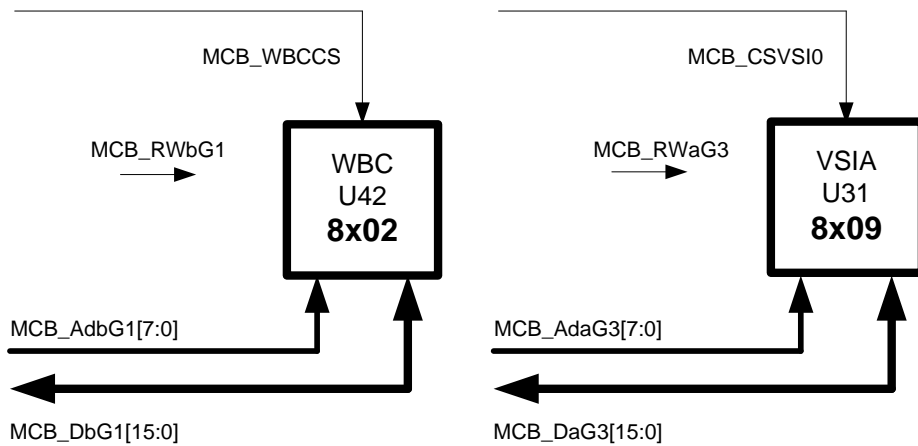 MCB_WBCCS
MCB_CSVSI0
MCB_RWbG1
MCB_RWaG3
WBC
U42
8x02
VSIA
U31
8x09
MCB_AdbG1[7:0]
MCB_AdaG3[7:0]
MCB_DbG1[15:0]
MCB_DaG3[15:0]